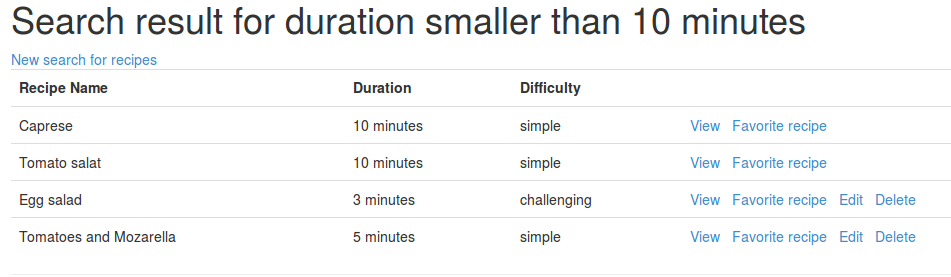 Search result for duration smaller than 10 minutes
New search for recipes
Recipe Name Duration Difficulty
Caprese 10 minutes simple View Favorite recipe
Tomato salat 10 minutes simple View Favorite recipe
Egg salad 3 minutes challenging View Favorite recipe Edit Delete
Tomatoes and Mozarella 5 minutes simple View Favorite recipe Edit Delete